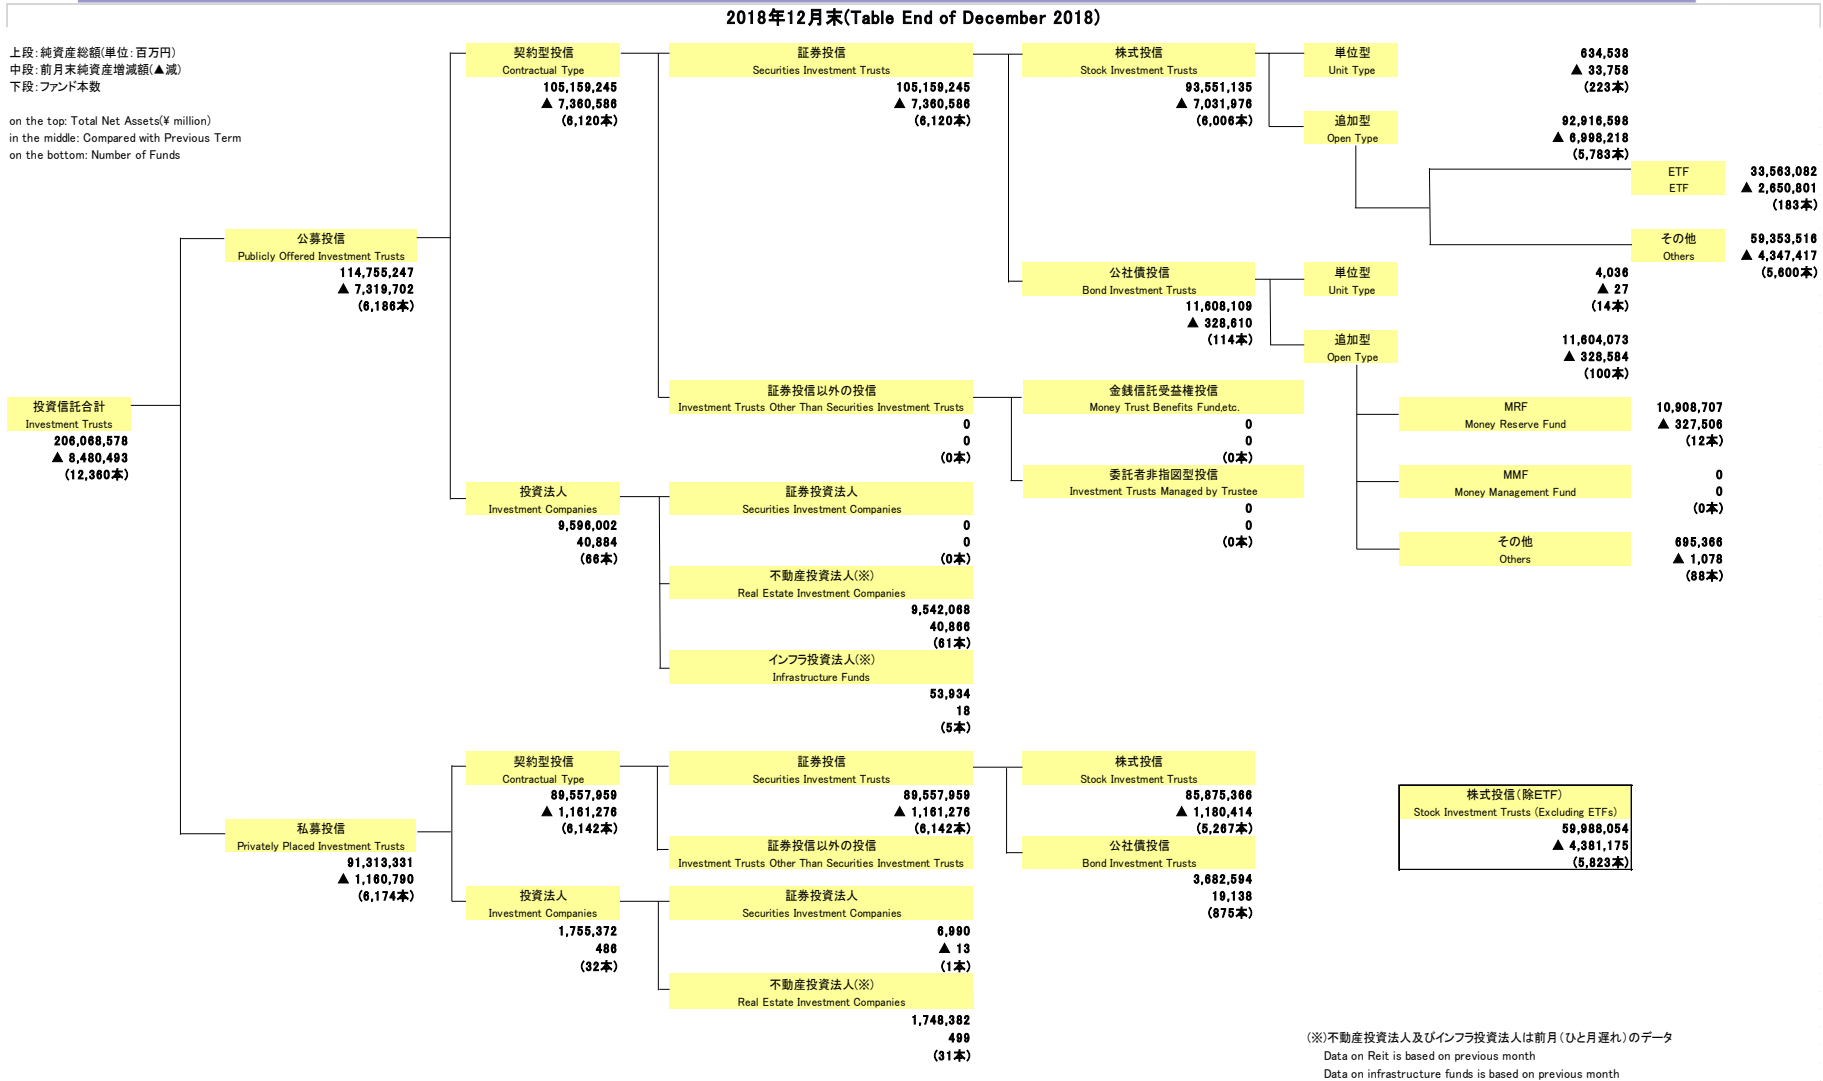 2018年12月末(Table End of December 2018)
上段:純資産総額(単位:百万円)
中段:前月末純資産増減額(▲減)
下段:ファンド本数
on the top: Total Net Assets(¥ million)
in the middle: Compared with Previous Term
on the bottom: Number of Funds
投資信託合計
Investment Trusts
206,068,578
▲ 8,480,493
(12,360本)
公募投信
Publicly Offered Investment Trusts
114,755,247
▲ 7,319,702
(6,186本)
契約型投信
Contractual Type
105,159,245
▲ 7,360,586
(6,120本)
証券投信
Securities Investment Trusts
105,159,245
▲ 7,360,586
(6,120本)
株式投信
Stock Investment Trusts
93,551,135
▲ 7,031,976
(6,006本)
単位型
Unit Type
634,538
▲ 33,758
(223本)
追加型
Open Type
92,916,598
▲ 6,998,218
(5,783本)
ETF
ETF
33,563,082
▲ 2,650,801
(183本)
その他
Others
59,353,516
▲ 4,347,417
(5,600本)
公社債投信
Bond Investment Trusts
11,608,109
▲ 328,610
(114本)
単位型
Unit Type
4,036
▲ 27
(14本)
追加型
Open Type
11,604,073
▲ 328,584
(100本)
MRF
Money Reserve Fund
10,908,707
▲ 327,506
(12本)
MMF
Money Management Fund
0
0
(0本)
その他
Others
695,366
▲ 1,078
(88本)
証券投信以外の投信
Investment Trusts Other Than Securities Investment Trusts
0
0
(0本)
金銭信託受益権投信
Money Trust Benefits Fund,etc.
0
0
(0本)
委託者非指図型投信
Investment Trusts Managed by Trustee
0
0
(0本)
投資法人
Investment Companies
9,596,002
40,884
(66本)
証券投資法人
Securities Investment Companies
0
0
(0本)
不動産投資法人(※)
Real Estate Investment Companies
9,542,068
40,866
(61本)
インフラ投資法人(※)
Infrastructure Funds
53,934
18
(5本)
私募投信
Privately Placed Investment Trusts
91,313,331
▲ 1,160,790
(6,174本)
契約型投信
Contractual Type
89,557,959
▲ 1,161,276
(6,142本)
証券投信
Securities Investment Trusts
89,557,959
▲ 1,161,276
(6,142本)
株式投信
Stock Investment Trusts
85,875,366
▲ 1,180,414
(5,267本)
公社債投信
Bond Investment Trusts
3,682,594
19,138
(875本)
証券投信以外の投信
Investment Trusts Other Than Securities Investment Trusts
投資法人
Investment Companies
1,755,372
486
(32本)
証券投資法人
Securities Investment Companies
6,990
▲ 13
(1本)
不動産投資法人(※)
Real Estate Investment Companies
1,748,382
499
(31本)
株式投信(除ETF)
Stock Investment Trusts (Excluding ETFs)
59,988,054
▲ 4,381,175
(5,823本)
(※)不動産投資法人及びインフラ投資法人は前月(ひと月遅れ)のデータ
Data on Reit is based on previous month
Data on infrastructure funds is based on previous month